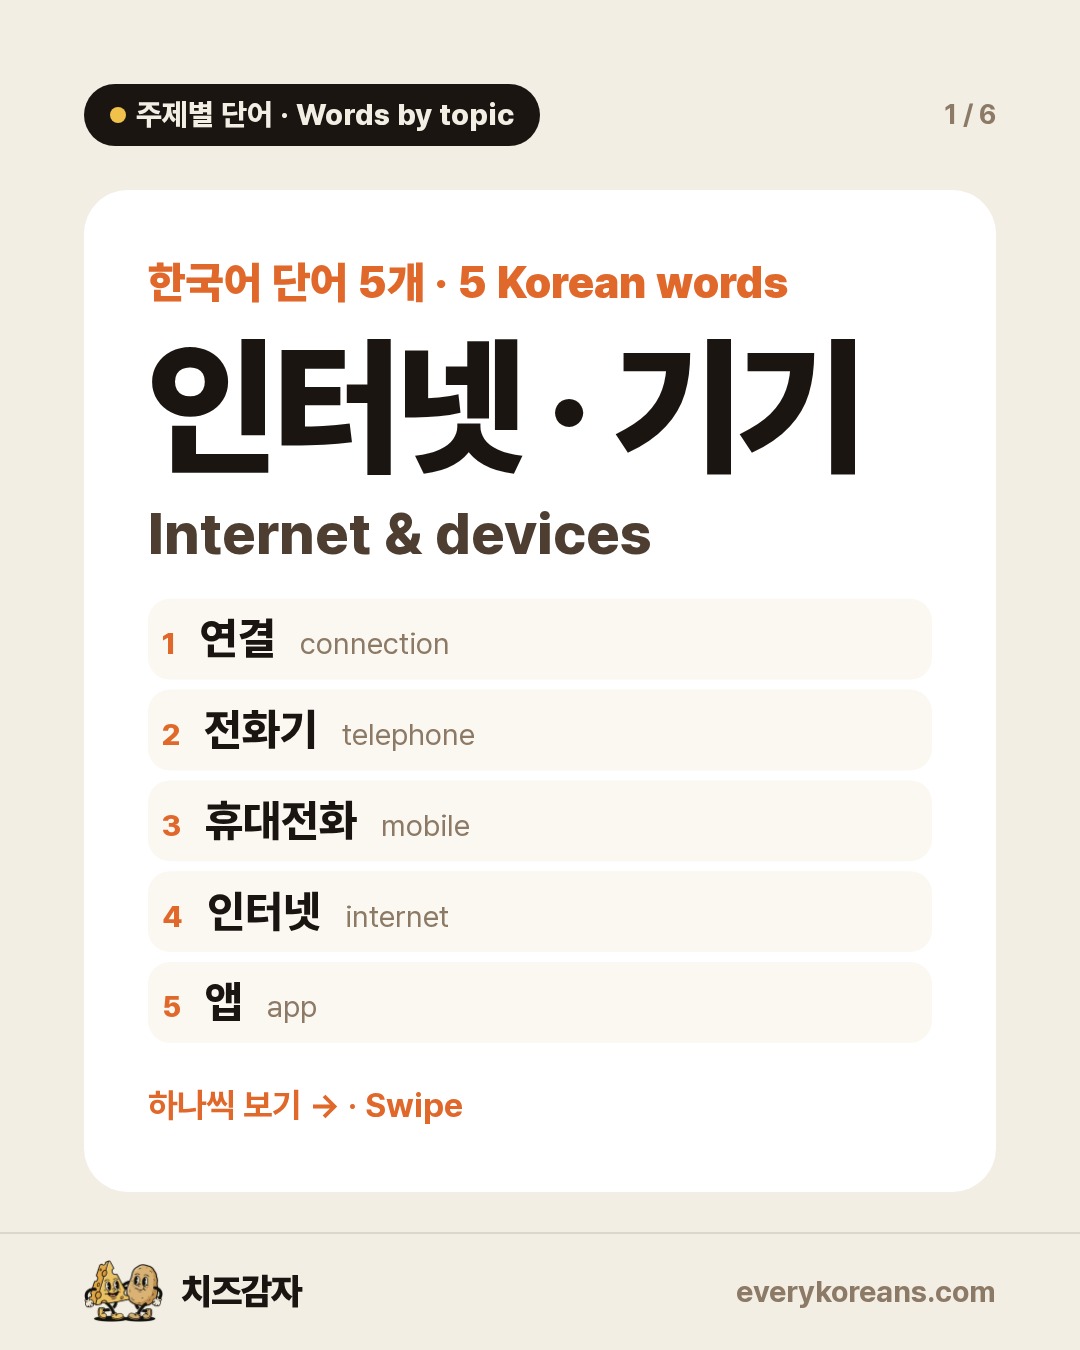 주제별 단어 · Words by topic
1 / 6
한국어 단어 5개 · 5 Korean words
인터넷 · 기기
Internet & devices
1 연결 connection
2 전화기 telephone
3 휴대전화 mobile
4 인터넷 internet
5 앱 app
하나씩 보기 → · Swipe
치즈감자
everykoreans.com